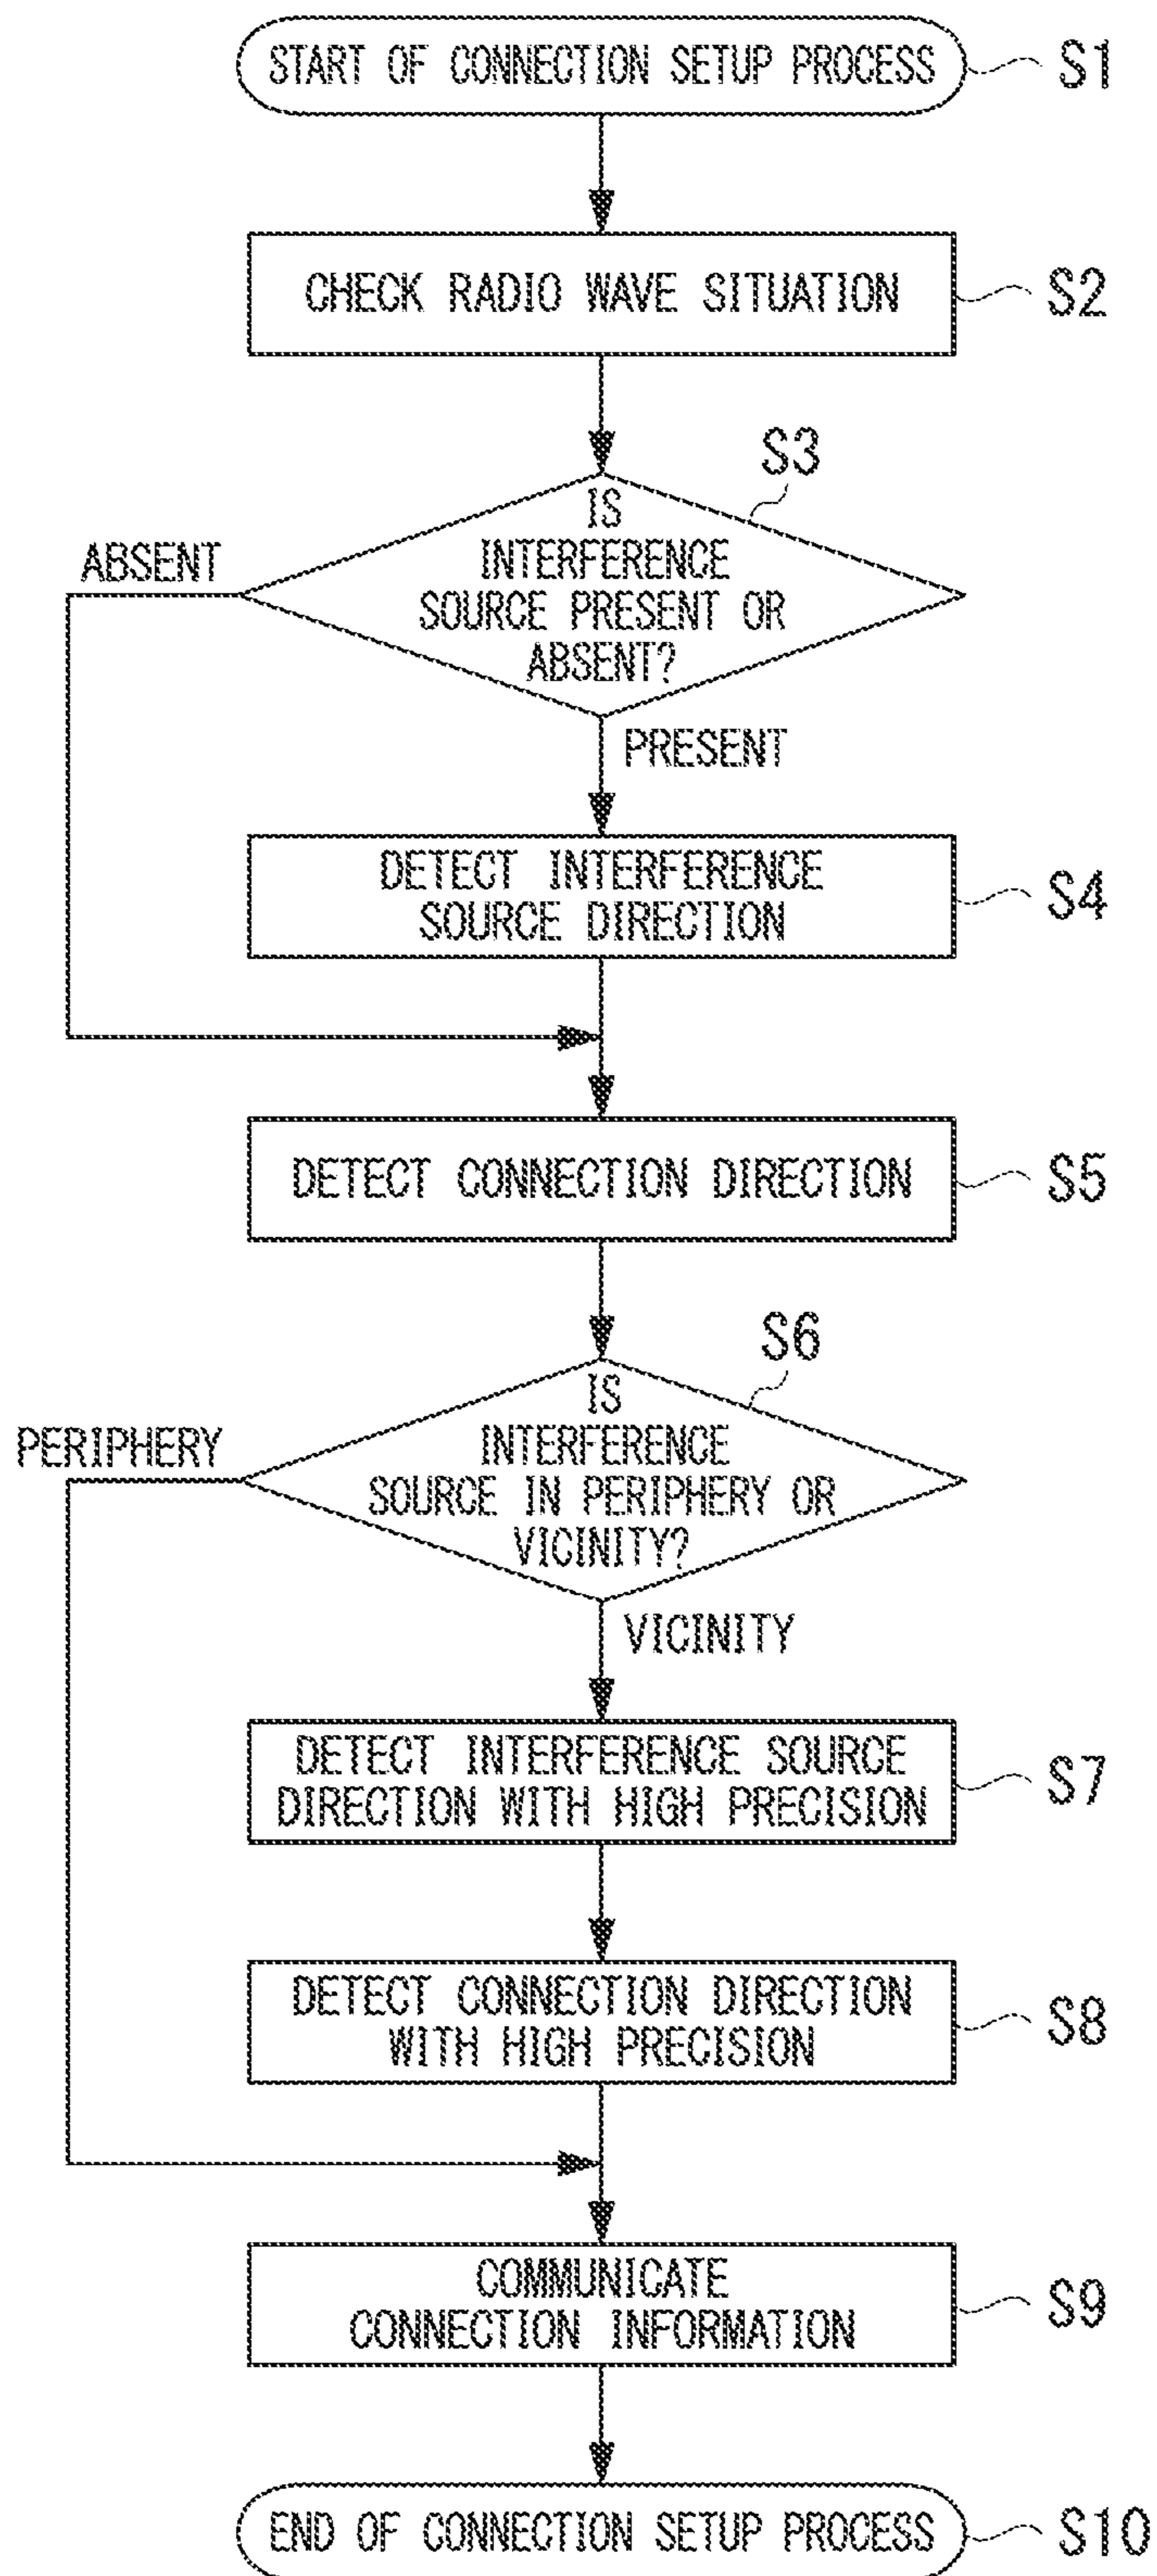 START OF CONNECTION SETUP PROCESS
S1
CHECK RADIO WAVE SITUATION
S2
S3
IS
INTERFERENCE
SOURCE PRESENT OR
ABSENT?
ABSENT
PRESENT
DETECT INTERFERENCE
SOURCE DIRECTION
S4
DETECT CONNECTION DIRECTION
S5
S6
IS
INTERFERENCE
SOURCE IN PERIPHERY OR
VICINITY?
PERIPHERY
VICINITY
DETECT INTERFERENCE SOURCE
DIRECTION WITH HIGH PRECISION
S7
DETECT CONNECTION DIRECTION
WITH HIGH PRECISION
S8
COMMUNICATE
CONNECTION INFORMATION
S9
END OF CONNECTION SETUP PROCESS
S10